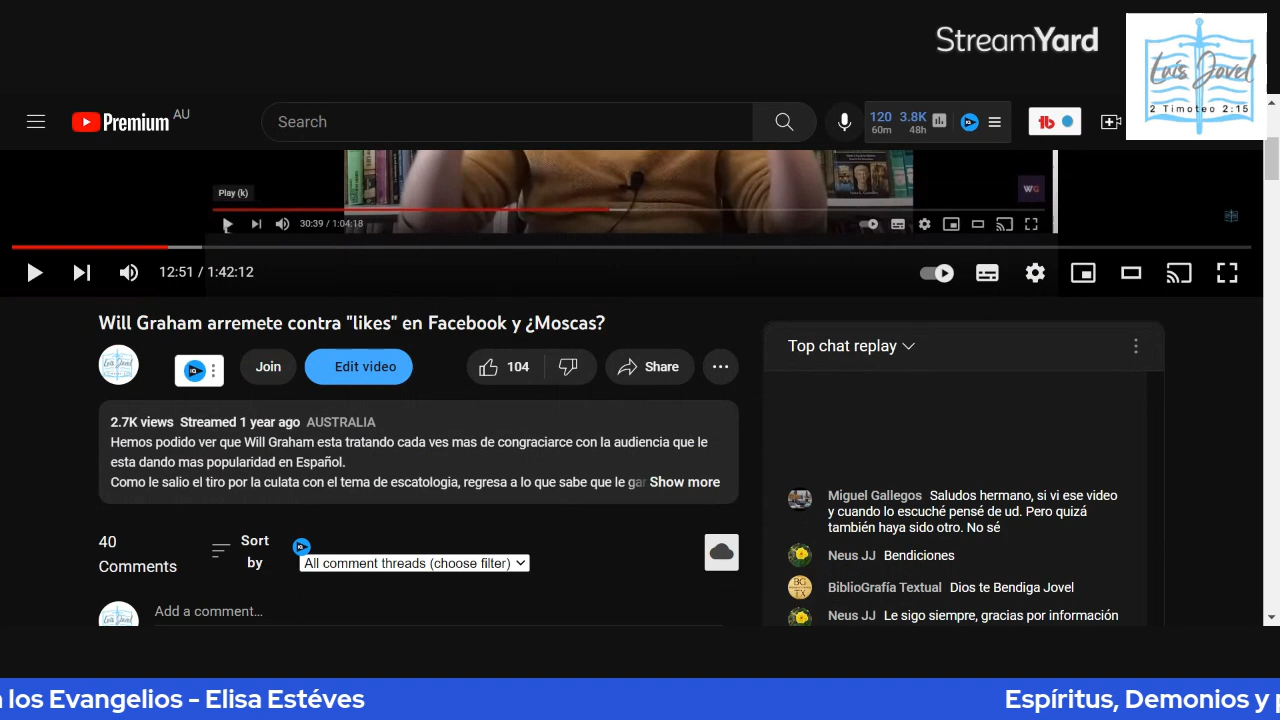 StreamYard
Luis Jovel
2 Timoteo 2:15
Premium AU
Search
120 3.8K
60m 48h
Play (k)
WG
30:39 / 1:04:18
12:51 / 1:42:12
Will Graham arremete contra "likes" en Facebook y ¿Moscas?
Join
Edit video
104
Share
2.7K views Streamed 1 year ago AUSTRALIA
Hemos podido ver que Will Graham esta tratando cada ves mas de congraciarce con la audiencia que le
esta dando mas popularidad en Español.
Como le salio el tiro por la culata con el tema de escatologia, regresa a lo que sabe que le gar Show more
40
Comments
Sort
by
All comment threads (choose filter)
Add a comment...
Top chat replay
Miguel Gallegos Saludos hermano, si vi ese video
y cuando lo escuché pensé de ud. Pero quizá
también haya sido otro. No sé
Neus JJ Bendiciones
BiblioGrafía Textual Dios te Bendiga Jovel
Neus JJ Le sigo siempre, gracias por información
los Evangelios - Elisa Estéves
Espíritus, Demonios y